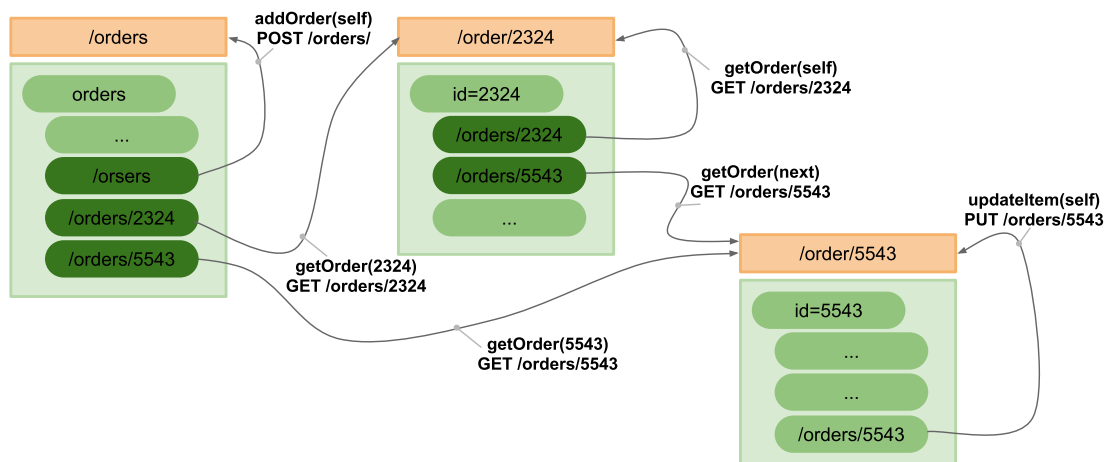 /orders
addOrder(self)
POST /orders/
orders
...
/orsers
/orders/2324
/orders/5543
getOrder(2324)
GET /orders/2324
getOrder(5543)
GET /orders/5543
/order/2324
id=2324
/orders/2324
/orders/5543
...
getOrder(self)
GET /orders/2324
getOrder(next)
GET /orders/5543
/order/5543
id=5543
...
...
/orders/5543
updateItem(self)
PUT /orders/5543